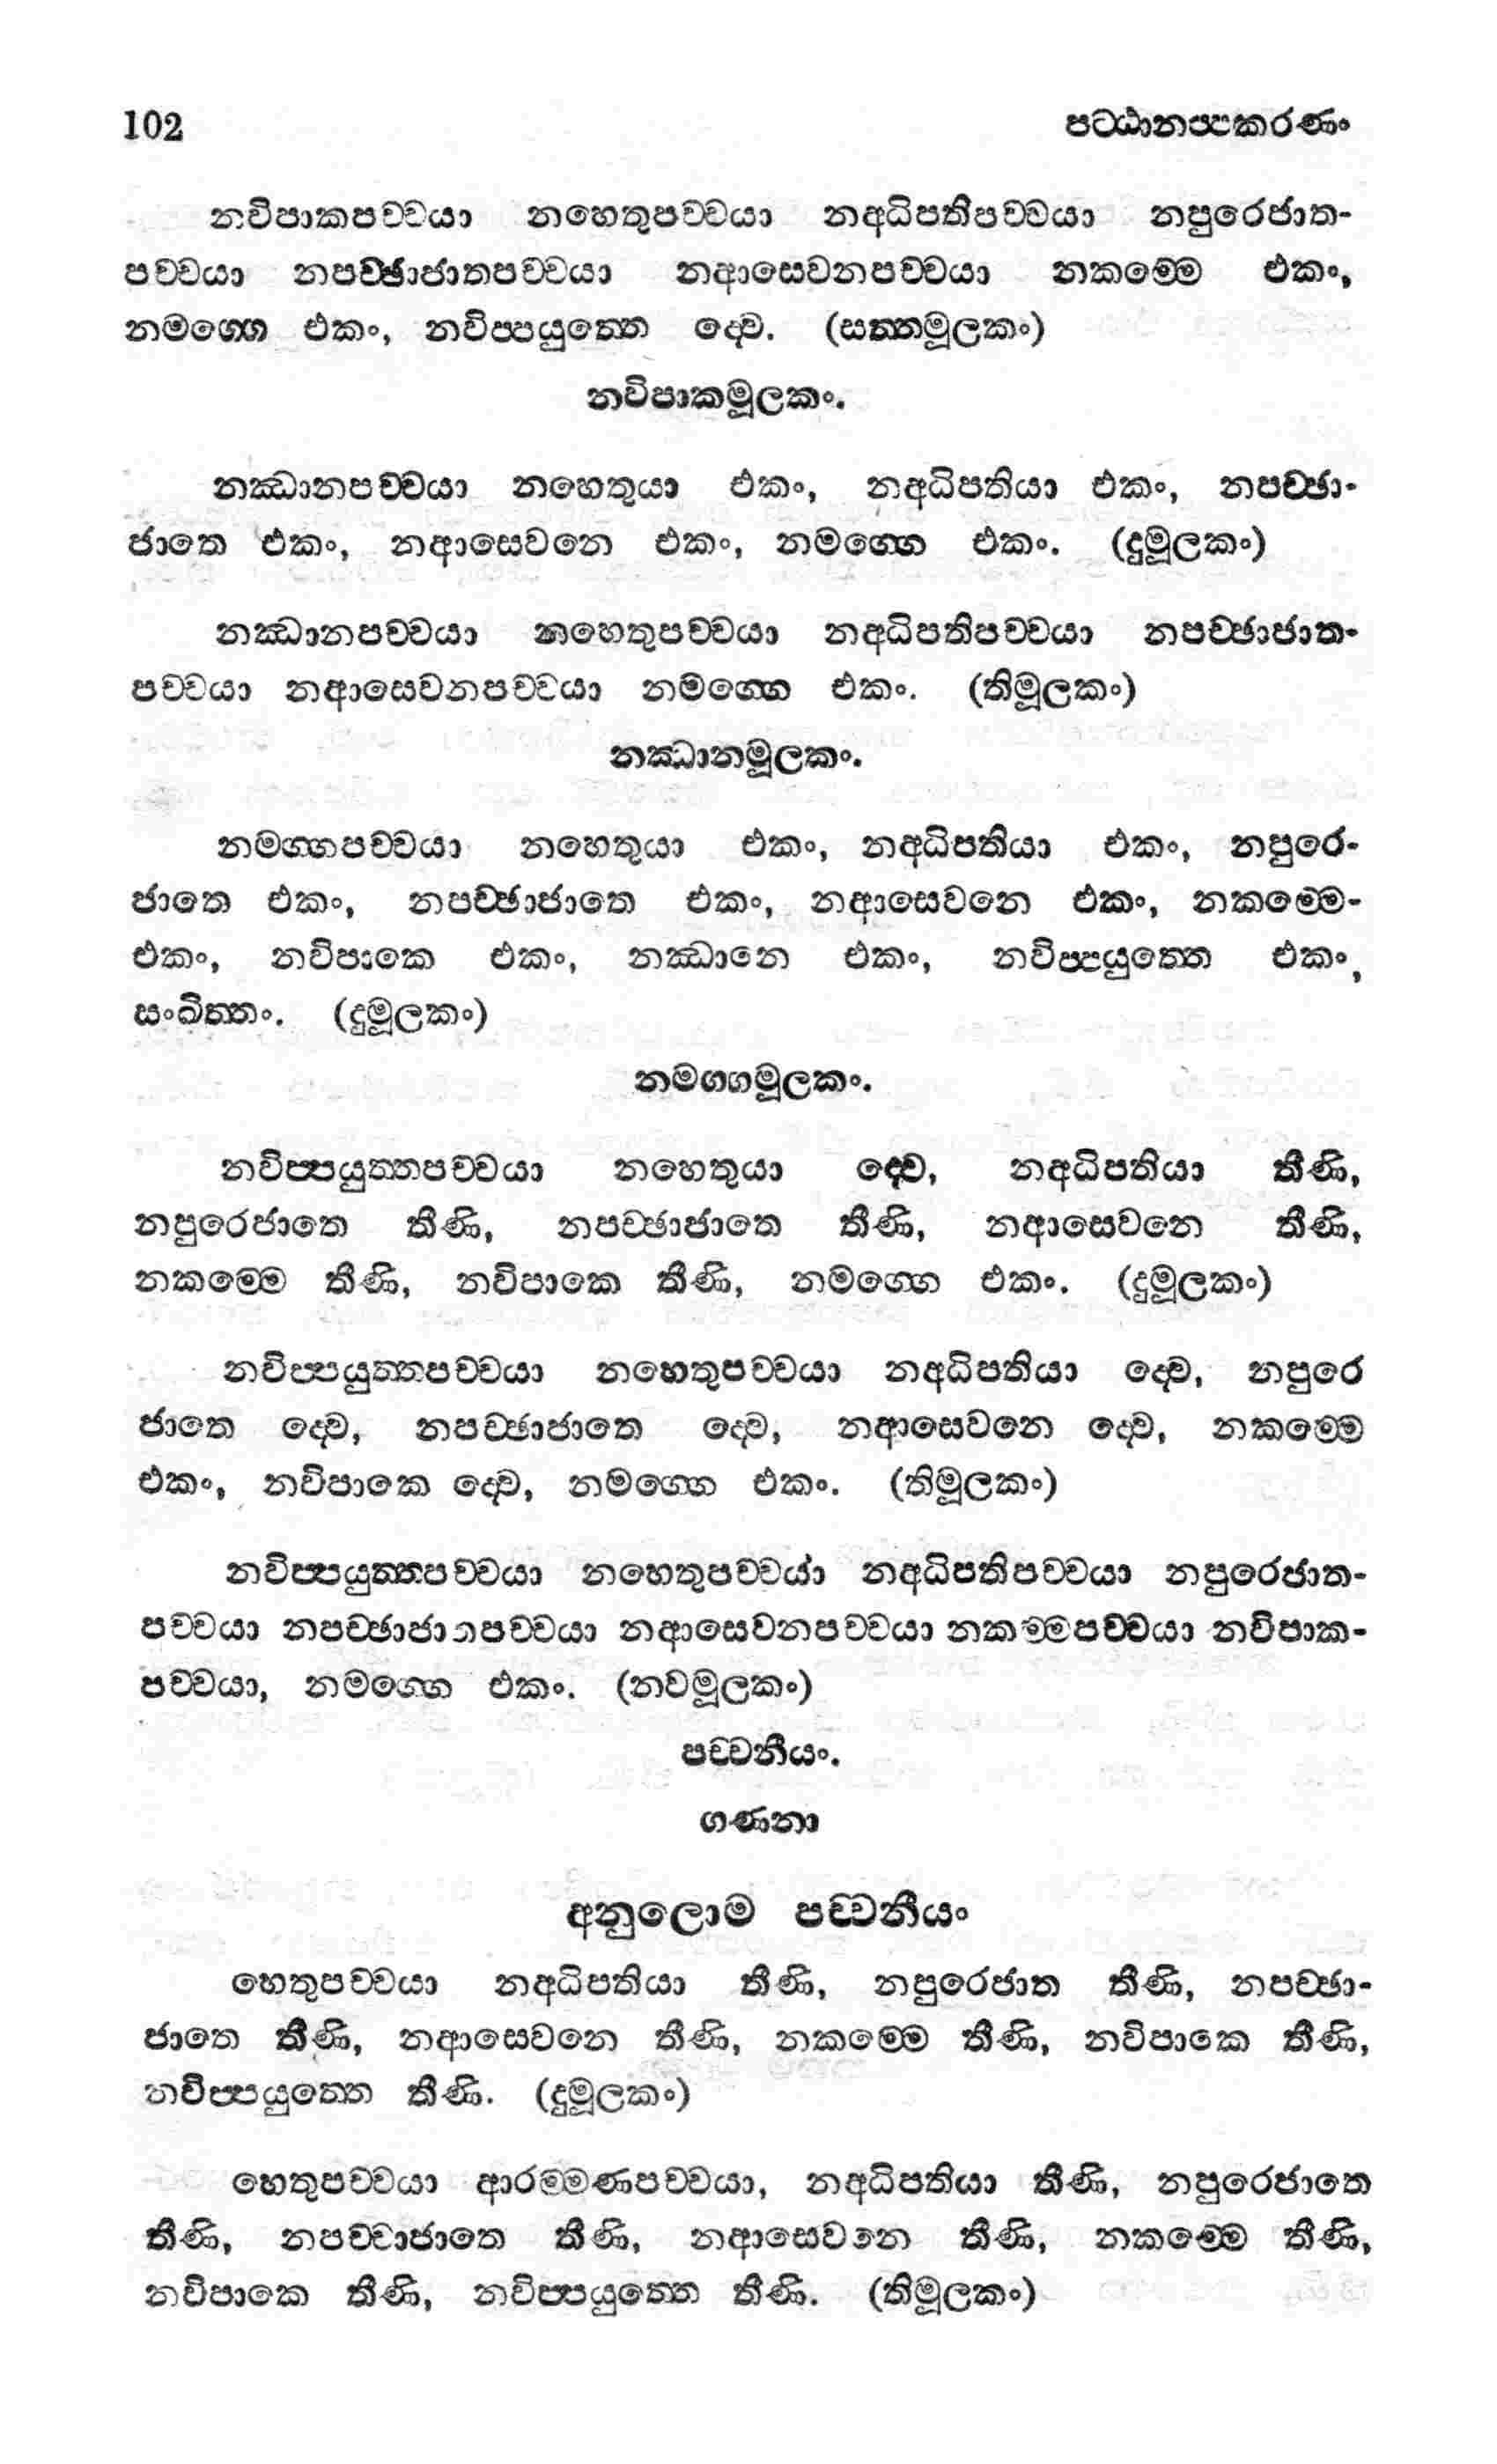 102 පට්ඨානප්පකරණං
නවිපාකපච්චයා නහෙතුපච්චයා නඅධිපතිපච්චයා නපුරෙජාත-
පච්චයා නපච්ඡාජාතපච්චයා නආසෙවනපච්චයා නකම්මෙ එකං,
නමග්ගෙ එකං, නවිප්පයුත්තෙ ද්වෙ. (සත්තමූලකං)
නවිපාකමූලකං.
නඣානපච්චයා නහෙතුයා එකං, නඅධිපතියා එකං, නපච්ඡා-
ජාතෙ එකං, නආසෙවනෙ එකං, නමග්ගෙ එකං. (දුමූලකං)
නඣානපච්චයා නහෙතුපච්චයා නඅධිපතිපච්චයා නපච්ඡාජාත-
පච්චයා නආසෙවනපච්චයා නමග්ගෙ එකං. (තිමූලකං)
නඣානමූලකං.
නමග්ගපච්චයා නහෙතුයා එකං, නඅධිපතියා එකං, නපුරෙ-
ජාතෙ එකං, නපච්ඡාජාතෙ එකං, නආසෙවනෙ එකං, නකම්මෙ-
එකං, නවිපාකෙ එකං, නඣානෙ එකං, නවිප්පයුත්තෙ එකං,
සංඛිත්තං. (දුමූලකං)
නමග්ගමූලකං.
නවිප්පයුත්තපච්චයා නහෙතුයා ද්වෙ, නඅධිපතියා තීණි,
නපුරෙජාතෙ තීණි, නපච්ඡාජාතෙ තීණි, නආසෙවනෙ තීණි,
නකම්මෙ තීණි, නවිපාකෙ තීණි, නමග්ගෙ එකං. (දුමූලකං)
නවිප්පයුත්තපච්චයා නහෙතුපච්චයා නඅධිපතියා ද්වෙ, නපුරෙ
ජාතෙ ද්වෙ, නපච්ඡාජාතෙ ද්වෙ, නආසෙවනෙ ද්වෙ, නකම්මෙ
එකං, නවිපාකෙ ද්වෙ, නමග්ගෙ එකං. (තිමූලකං)
නවිප්පයුත්තපච්චයා නහෙතුපච්චයා නඅධිපතිපච්චයා නපුරෙජාත-
පච්චයා නපච්ඡාජාතපච්චයා නආසෙවනපච්චයා නකම්මපච්චයා නවිපාක-
පච්චයා, නමග්ගෙ එකං. (නවමූලකං)
පච්චනීයං.
ගණනා
අනුලොම පච්චනීයං
හෙතුපච්චයා නඅධිපතියා තීණි, නපුරෙජාත තීණි, නපච්ඡා-
ජාතෙ තීණි, නආසෙවනෙ තීණි, නකම්මෙ තීණි, නවිපාකෙ තීණි,
නවිප්පයුත්තෙ තීණි. (දුමූලකං)
හෙතුපච්චයා ආරම්මණපච්චයා, නඅධිපතියා තීණි, නපුරෙජාතෙ
තීණි, නපච්චාජාතෙ තීණි, නආසෙවනෙ තීණි, නකම්මෙ තීණි,
නවිපාකෙ තීණි, නවිප්පයුත්තෙ තීණි. (තිමූලකං)